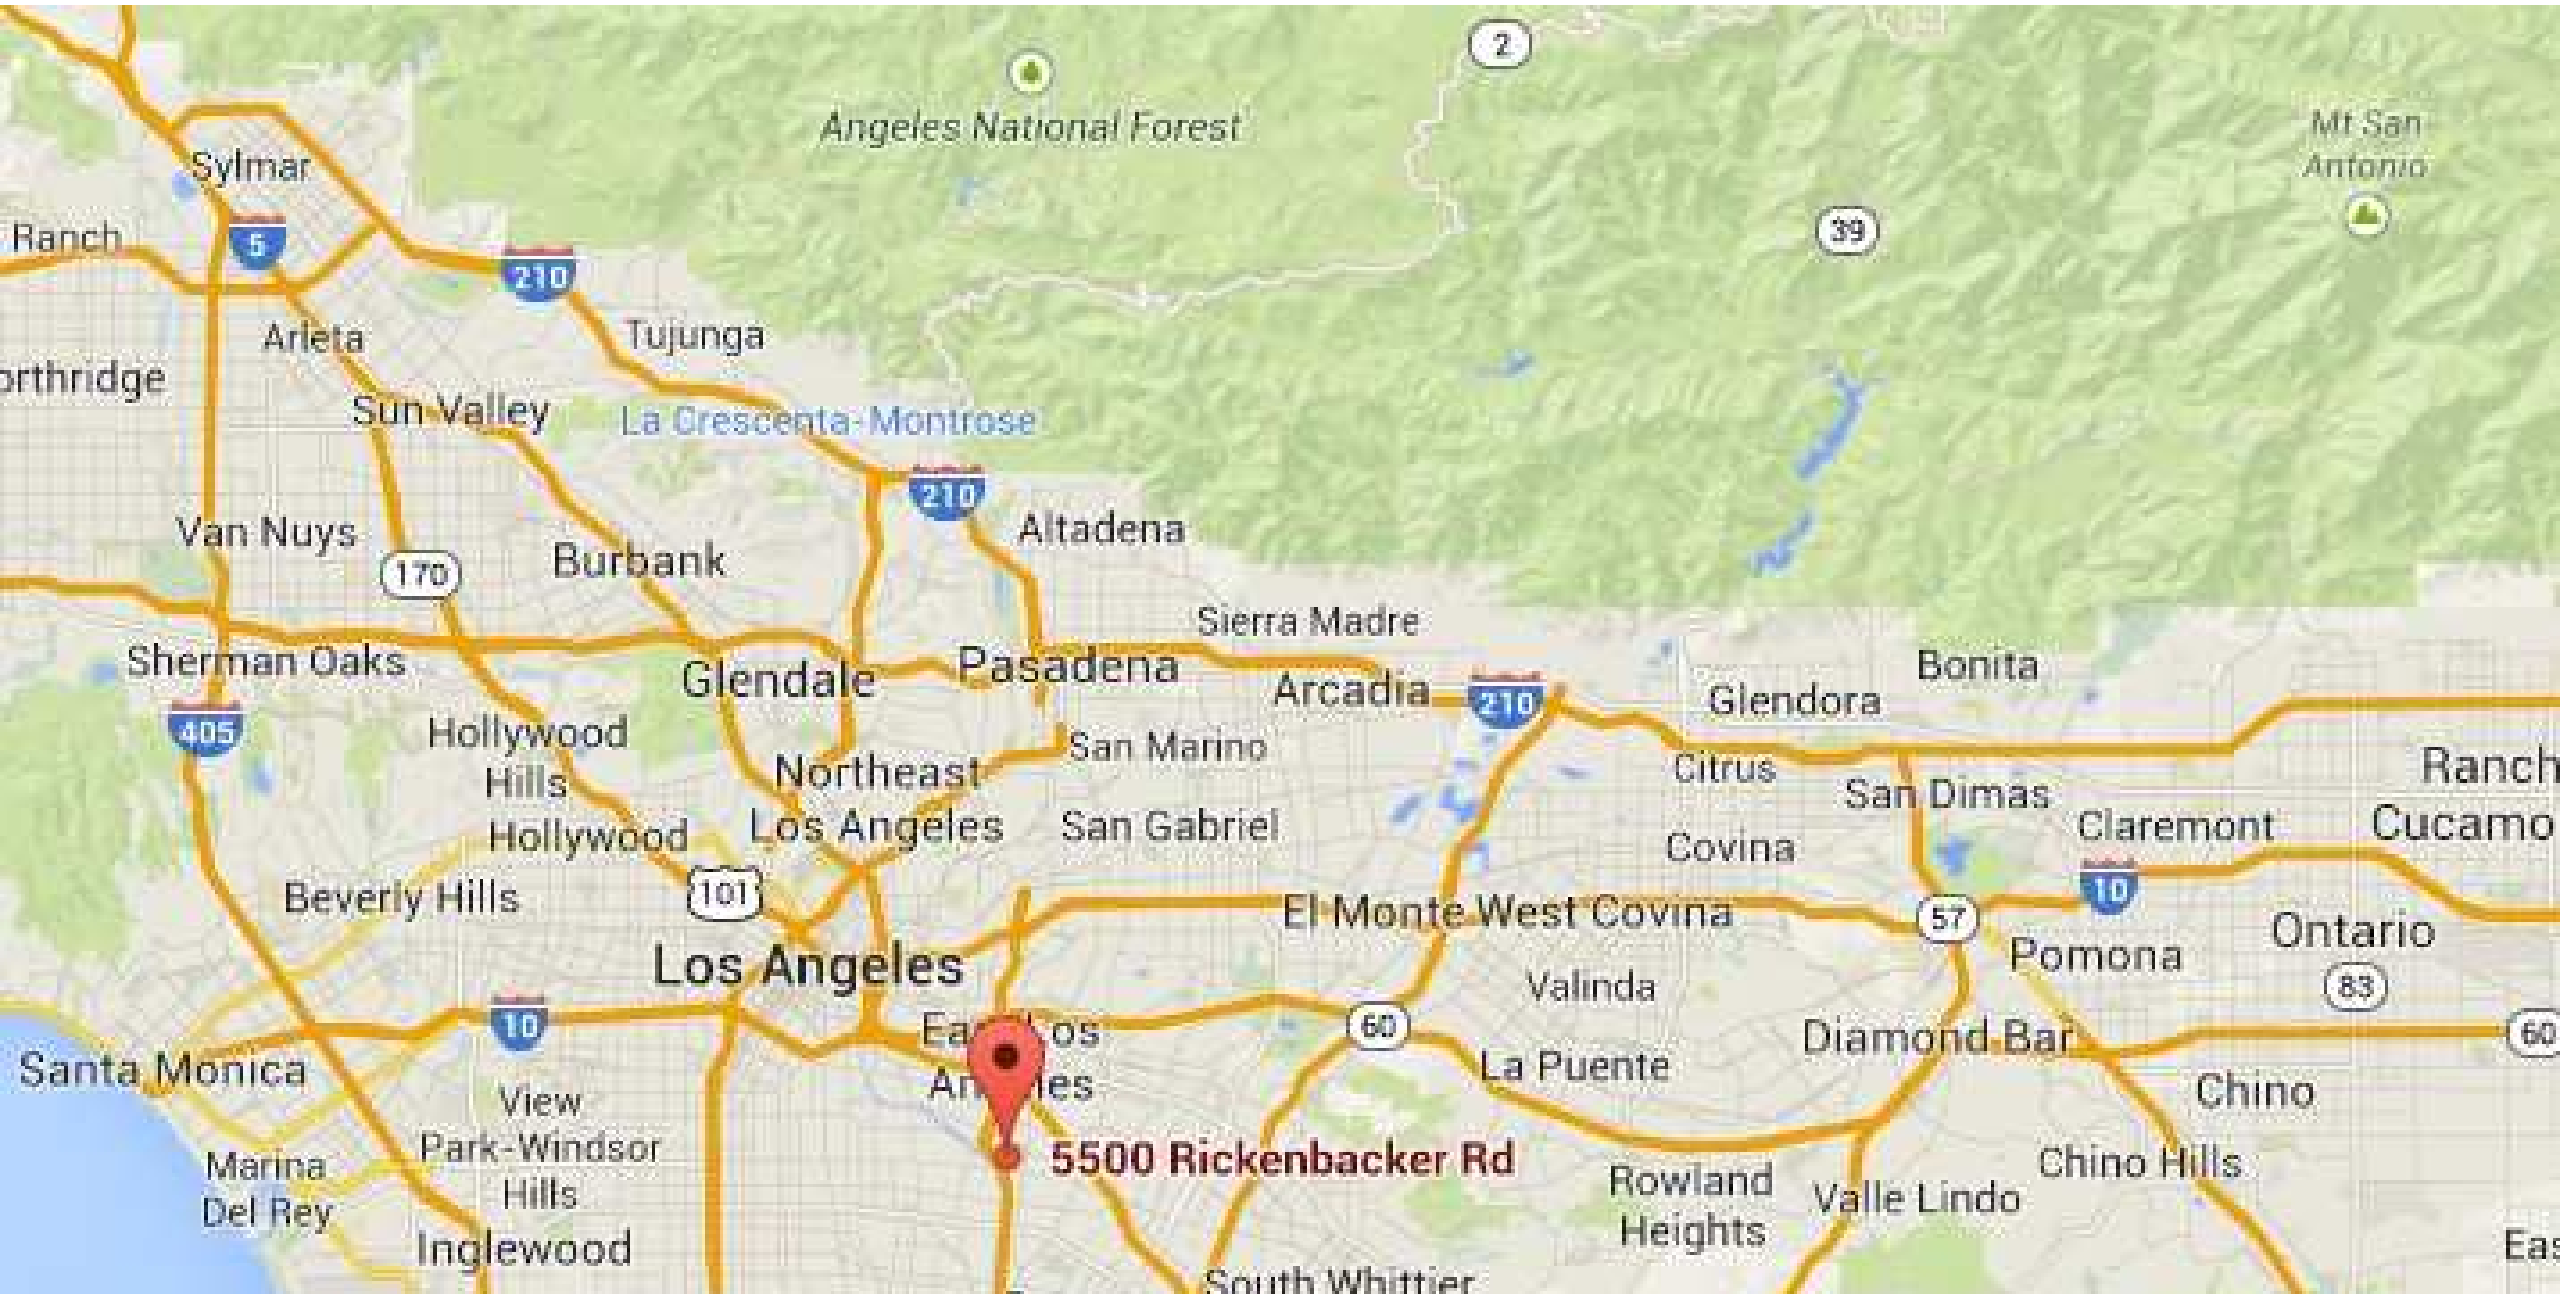 2
Angeles National Forest
Mt San
Antonio
Sylmar
39
Ranch
5
210
Arleta
Tujunga
orthridge
Sun Valley
La Crescenta-Montrose
210
Van Nuys
Altadena
170
Burbank
Sierra Madre
Sherman Oaks
Glendale
Pasadena
Bonita
Arcadia
210
Glendora
405
Hollywood
Hills
San Marino
Northeast
Los Angeles
Citrus
San Dimas
Ranch
Cucamo
Hollywood
San Gabriel
Claremont
Covina
Beverly Hills
101
El Monte
West Covina
57
10
Ontario
Los Angeles
Pomona
Valinda
83
10
60
Diamond Bar
60
Santa Monica
La Puente
Chino
View
Park-Windsor
Hills
5500 Rickenbacker Rd
Marina
Del Rey
Chino Hills
Rowland
Heights
Valle Lindo
Inglewood
Eas
South Whittier